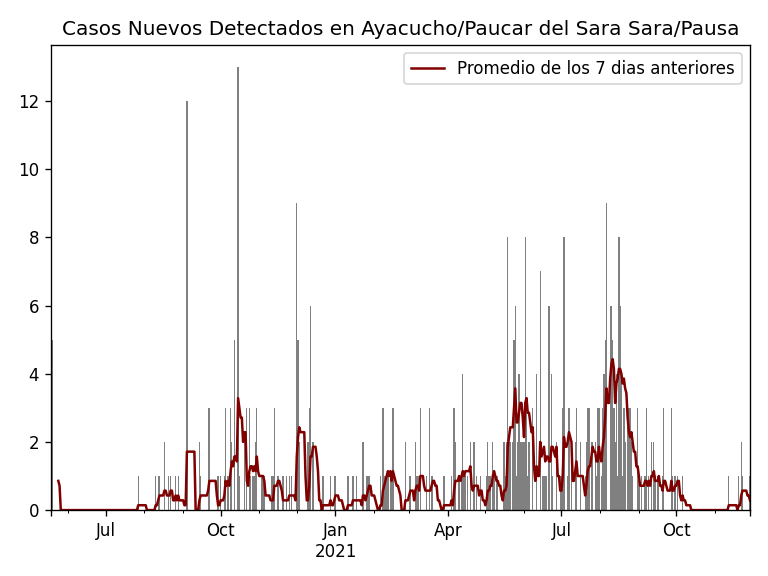 Casos Nuevos Detectados en Ayacucho/Paucar del Sara Sara/Pausa
Promedio de los 7 dias anteriores
12
10
8
6
4
2
0
Jul
Oct
Jan
Apr
Jul
Oct
2021